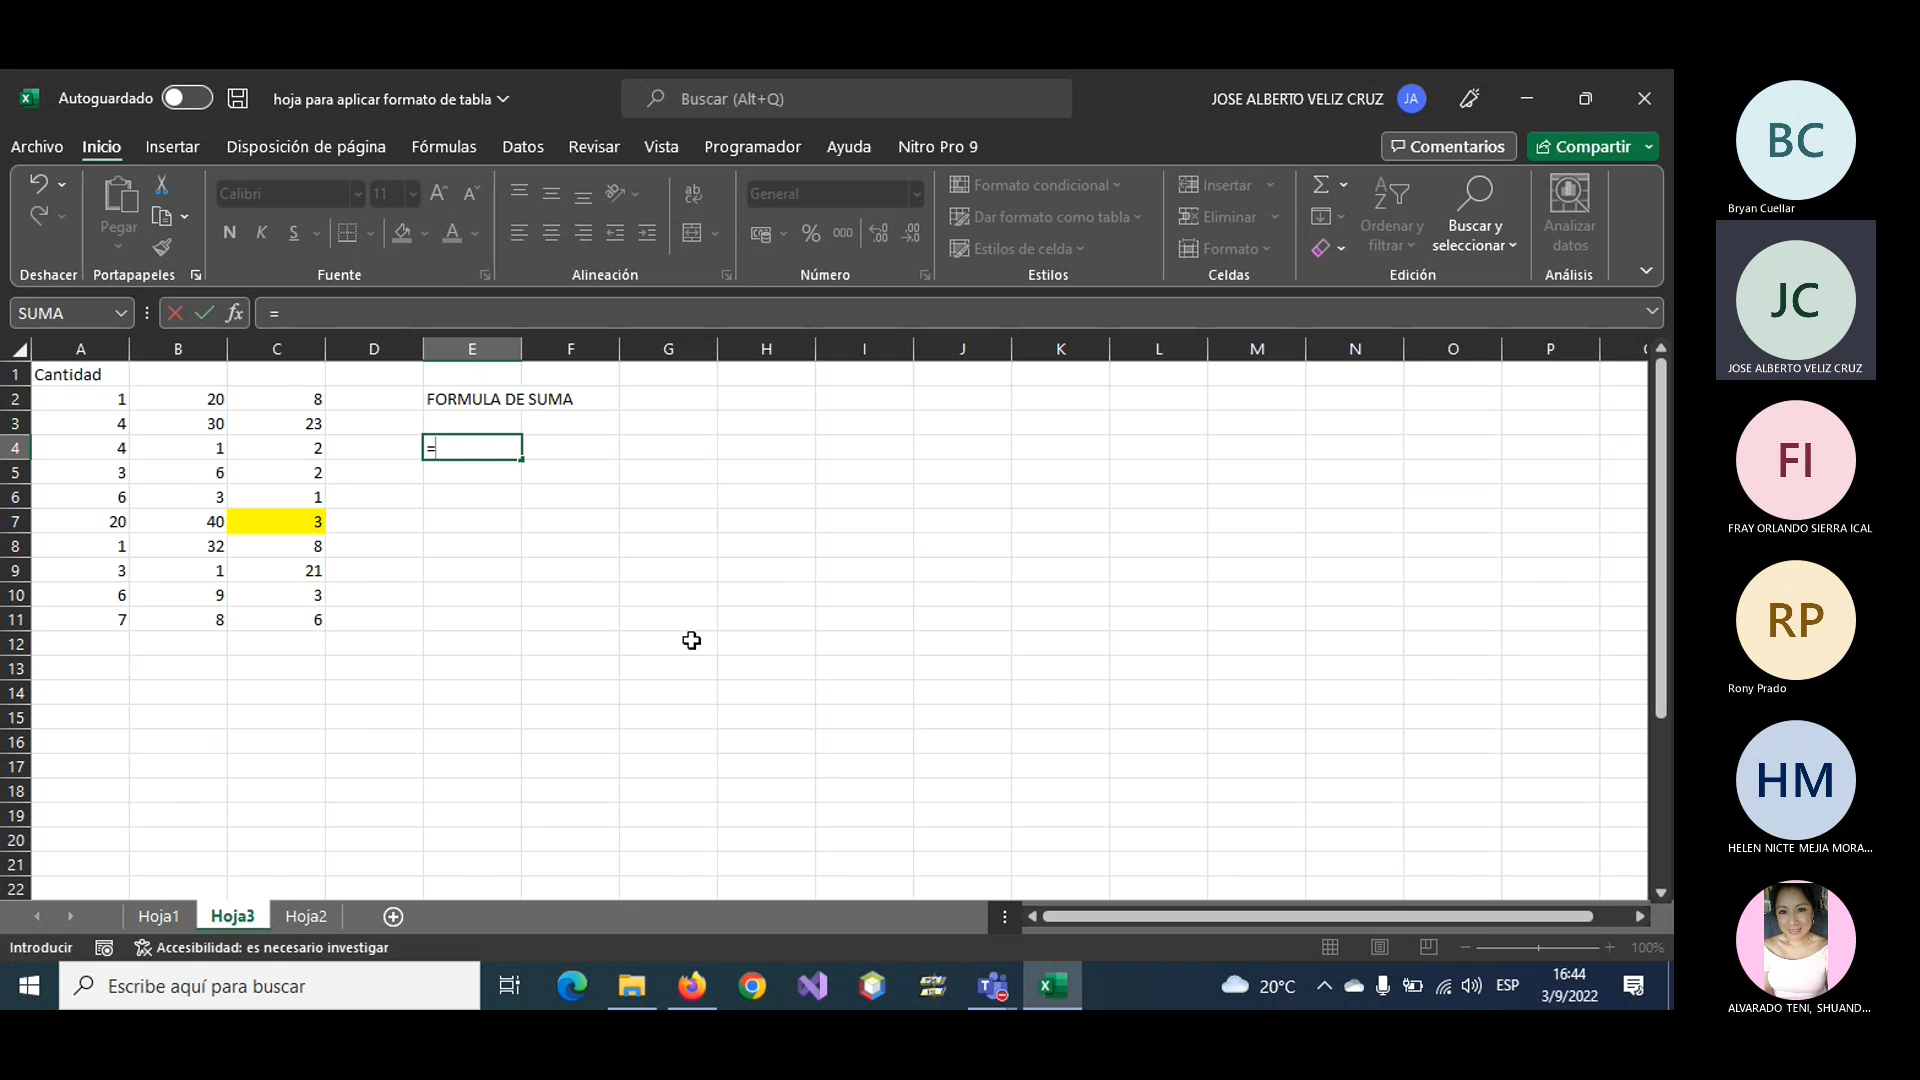 Autoguardado hoja para aplicar formato de tabla Buscar (Alt+Q) JOSE ALBERTO VELIZ CRUZ JA
Archivo Inicio Insertar Disposición de página Fórmulas Datos Revisar Vista Programador Ayuda Nitro Pro 9 Comentarios Compartir
Pegar Calibri 11 General Formato condicional Insertar Ordenar y Buscar y Analizar
N K S % 000 Dar formato como tabla Eliminar filtrar seleccionar datos
Estilos de celda Formato
Deshacer Portapapeles Fuente Alineación Número Estilos Celdas Edición Análisis
SUMA fx =
A B C D E F G H I J K L M N O P
1 Cantidad
2 1 20 8 FORMULA DE SUMA
3 4 30 23
4 4 1 2 =
5 3 6 2
6 6 3 1
7 20 40 3
8 1 32 8
9 3 1 21
10 6 9 3
11 7 8 6
12
13
14
15
16
17
18
19
20
21
22
Hoja1 Hoja3 Hoja2
Introducir Accesibilidad: es necesario investigar 100%
Escribe aquí para buscar 20°C ESP 16:44
3/9/2022
BC
Bryan Cuellar
JC
JOSE ALBERTO VELIZ CRUZ
FI
FRAY ORLANDO SIERRA ICAL
RP
Rony Prado
HM
HELEN NICTE MEJIA MORA...
ALVARADO TENI, SHUAND...